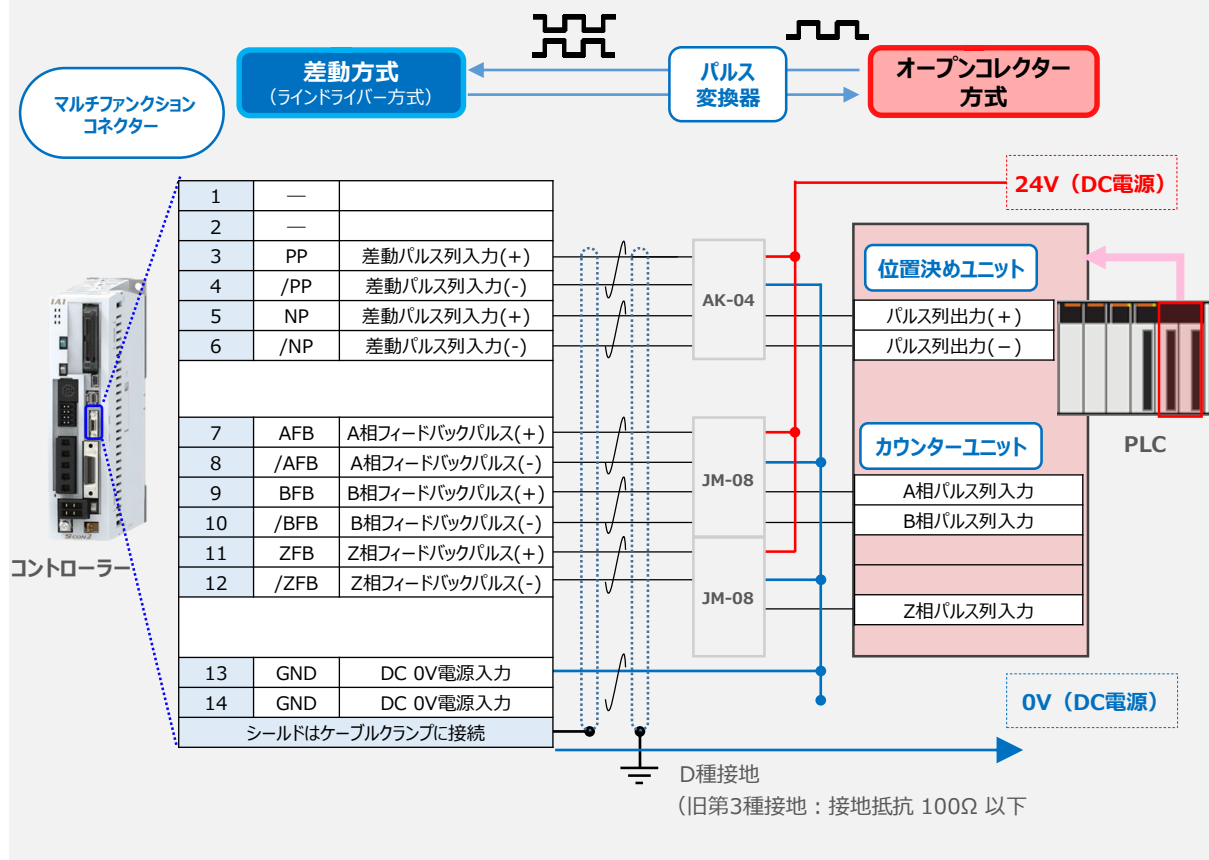 差動方式
(ラインドライバー方式)
パルス
変換器
オープンコレクター
方式
マルチファンクション
コネクター
24V（DC電源）
1 —
2 —
3 PP 差動パルス列入力(+)
4 /PP 差動パルス列入力(-)
5 NP 差動パルス列入力(+)
6 /NP 差動パルス列入力(-)
7 AFB A相フィードバックパルス(+)
8 /AFB A相フィードバックパルス(-)
9 BFB B相フィードバックパルス(+)
10 /BFB B相フィードバックパルス(-)
11 ZFB Z相フィードバックパルス(+)
12 /ZFB Z相フィードバックパルス(-)
13 GND DC 0V電源入力
14 GND DC 0V電源入力
シールドはケーブルクランプに接続
IAI
SCON2
コントローラー
AK-04
JM-08
JM-08
位置決めユニット
パルス列出力(+)
パルス列出力(−)
カウンターユニット
A相パルス列入力
B相パルス列入力
Z相パルス列入力
PLC
0V（DC電源）
D種接地
（旧第3種接地：接地抵抗 100Ω 以下